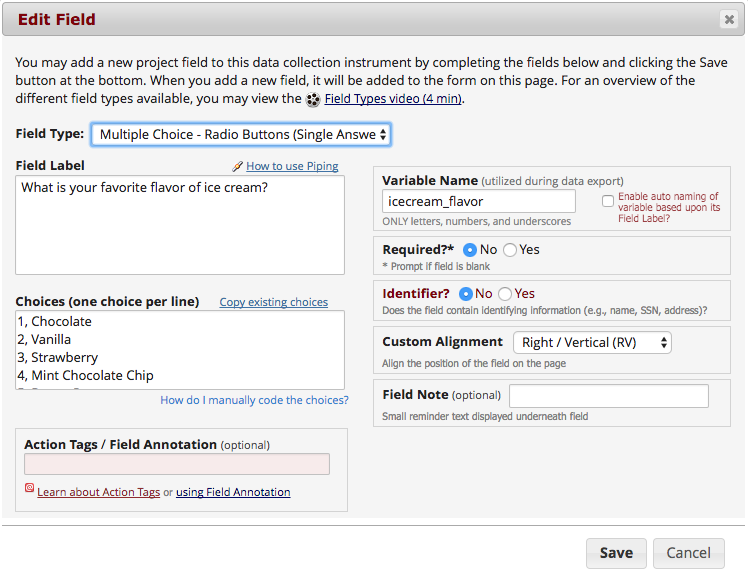 Edit Field
You may add a new project field to this data collection instrument by completing the fields below and clicking the Save
button at the bottom. When you add a new field, it will be added to the form on this page. For an overview of the
different field types available, you may view the Field Types video (4 min).
Field Type: Multiple Choice - Radio Buttons (Single Answe
Field Label How to use Piping
What is your favorite flavor of ice cream?
Choices (one choice per line) Copy existing choices
1, Chocolate
2, Vanilla
3, Strawberry
4, Mint Chocolate Chip
How do I manually code the choices?
Action Tags / Field Annotation (optional)
Learn about Action Tags or using Field Annotation
Variable Name (utilized during data export)
icecream_flavor
ONLY letters, numbers, and underscores
Enable auto naming of
variable based upon its
Field Label?
Required?* No Yes
* Prompt if field is blank
Identifier? No Yes
Does the field contain identifying information (e.g., name, SSN, address)?
Custom Alignment Right / Vertical (RV)
Align the position of the field on the page
Field Note (optional)
Small reminder text displayed underneath field
Save Cancel